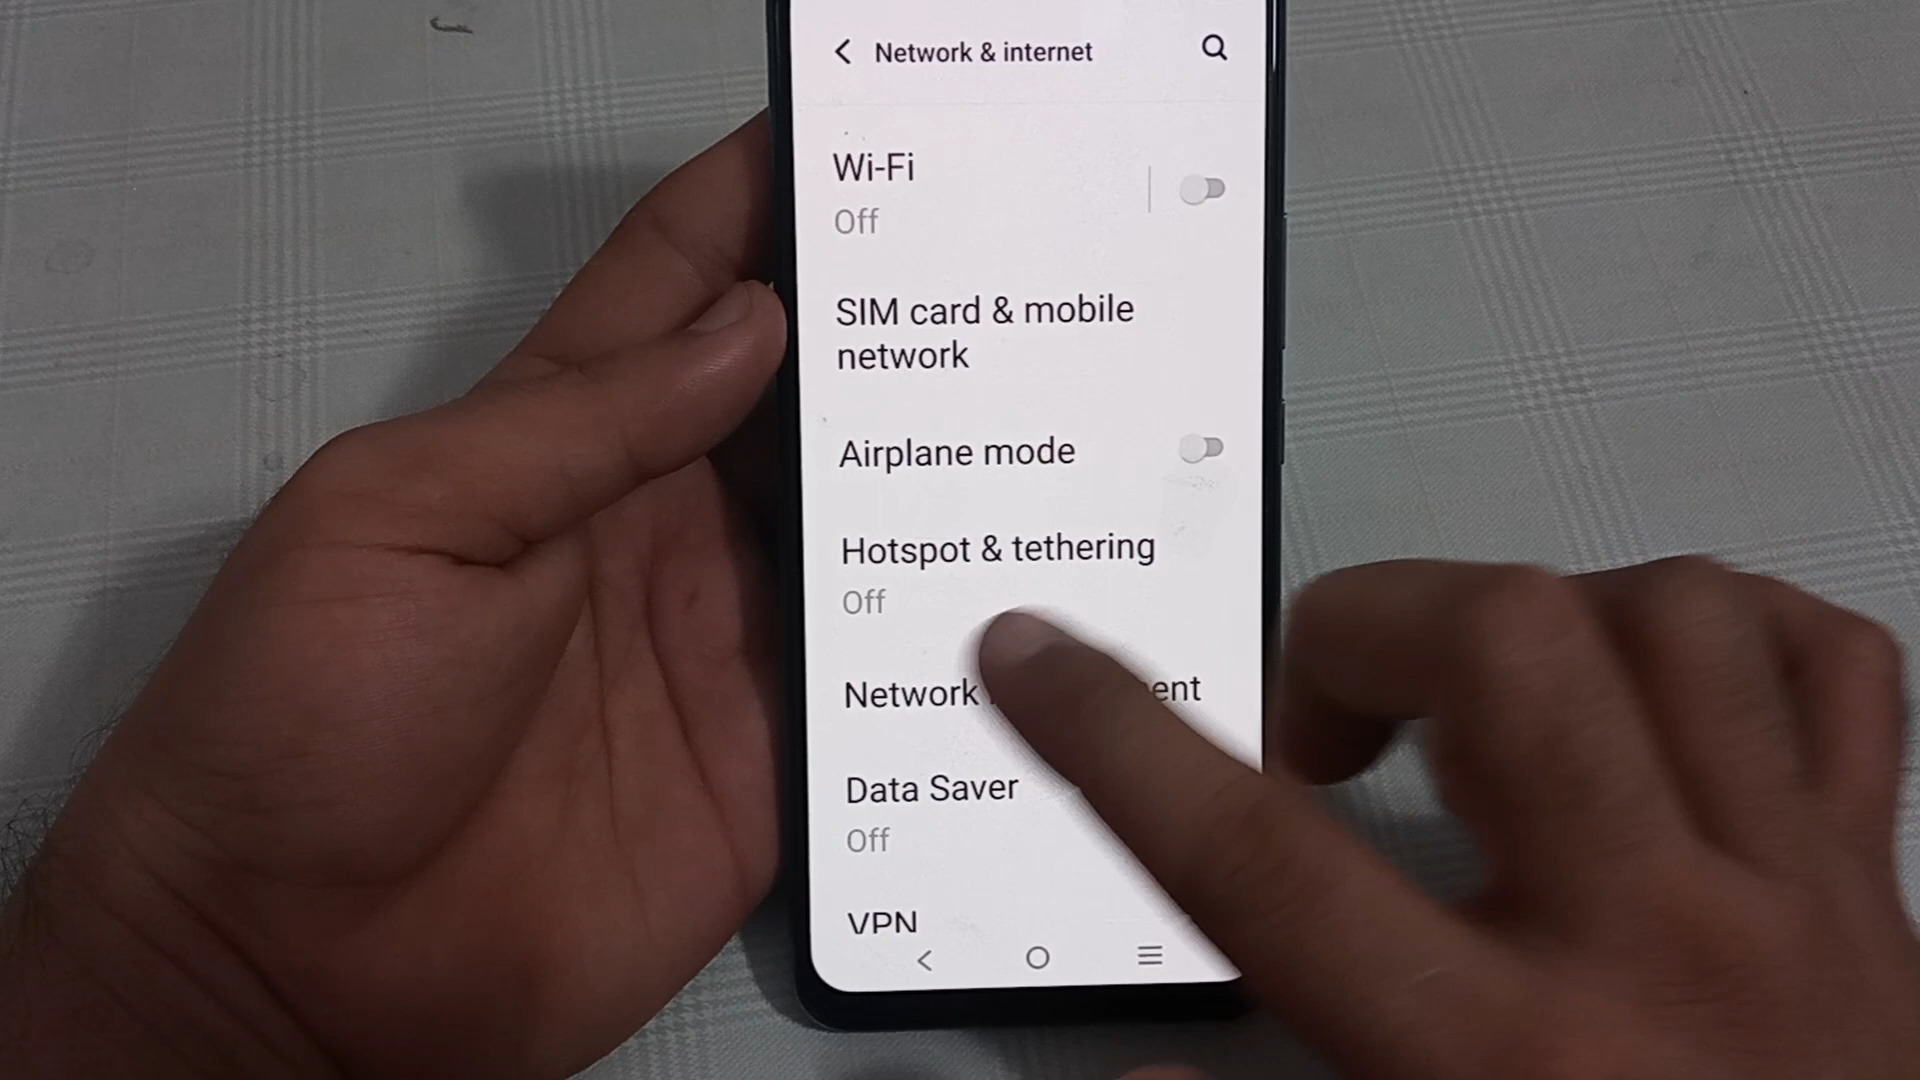 Network & internet
Wi-Fi
Off
SIM card & mobile
network
Airplane mode
Hotspot & tethering
Off
Network
Data Saver
Off
VPN